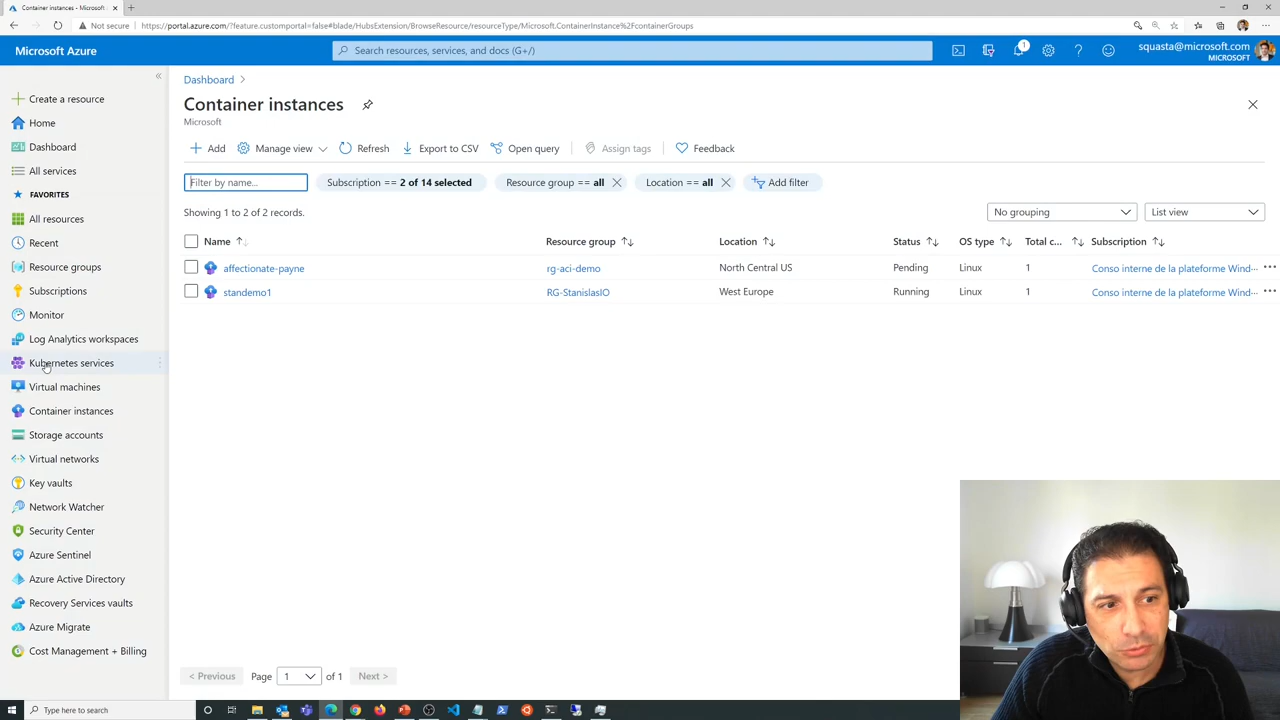 Container instances - Microsoft
Not secure
https://portal.azure.com/?feature.customportal=false#blade/HubsExtension/BrowseResource/resourceType/Microsoft.ContainerInstance%2FcontainerGroups
Microsoft Azure
Search resources, services, and docs (G+/)
1
squasta@microsoft.com
MICROSOFT
Create a resource
Home
Dashboard
All services
FAVORITES
All resources
Recent
Resource groups
Subscriptions
Monitor
Log Analytics workspaces
Kubernetes services
Virtual machines
Container instances
Storage accounts
Virtual networks
Key vaults
Network Watcher
Security Center
Azure Sentinel
Azure Active Directory
Recovery Services vaults
Azure Migrate
Cost Management + Billing
Dashboard >
Container instances
Microsoft
Add Manage view Refresh Export to CSV Open query Assign tags Feedback
Filter by name... Subscription == 2 of 14 selected Resource group == all Location == all Add filter
Showing 1 to 2 of 2 records. No grouping List view
Name Resource group Location Status OS type Total c... Subscription
affectionate-payne rg-aci-demo North Central US Pending Linux 1 Conso interne de la plateforme Wind... ...
standemo1 RG-StanislasIO West Europe Running Linux 1 Conso interne de la plateforme Wind... ...
< Previous Page 1 of 1 Next >
Type here to search